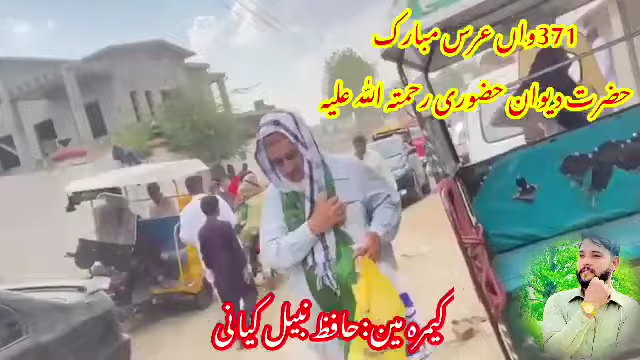 371واں عرس مبارک
حضرت دیوان حضوری رحمتہ اللہ علیہ
کیمرہ مین: حافظ نبیل کیانی